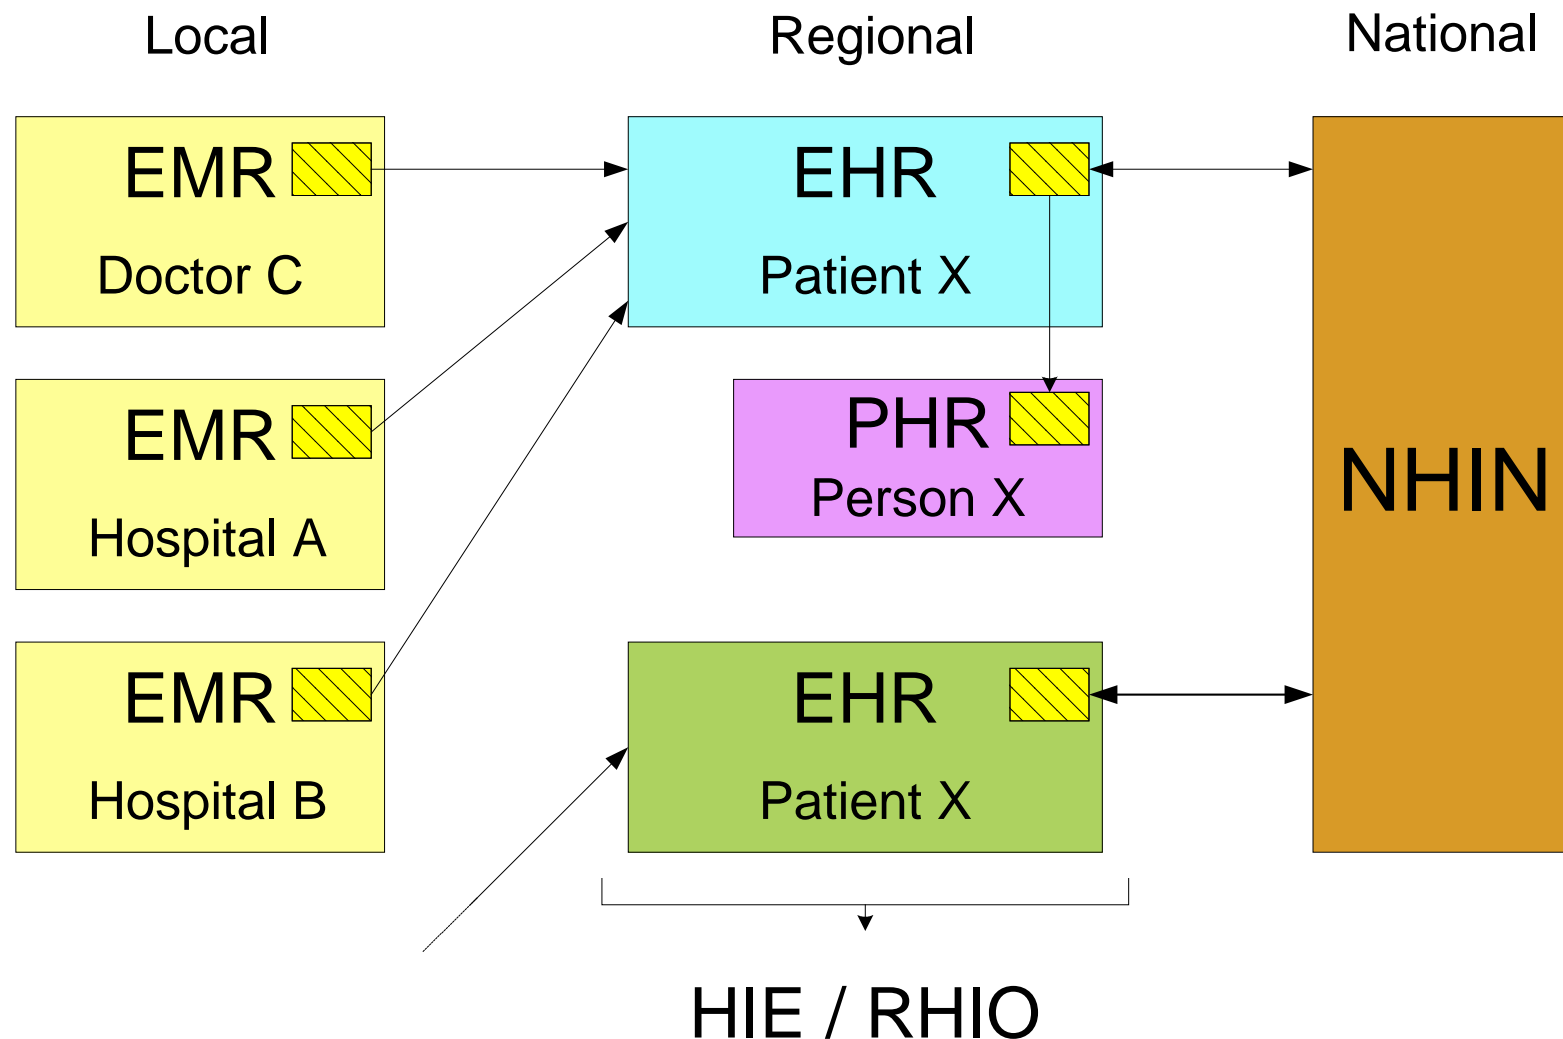 Local
Regional
National
EMR
Doctor C
EHR
Patient X
EMR
Hospital A
PHR
Person X
NHIN
EMR
Hospital B
EHR
Patient X
HIE / RHIO